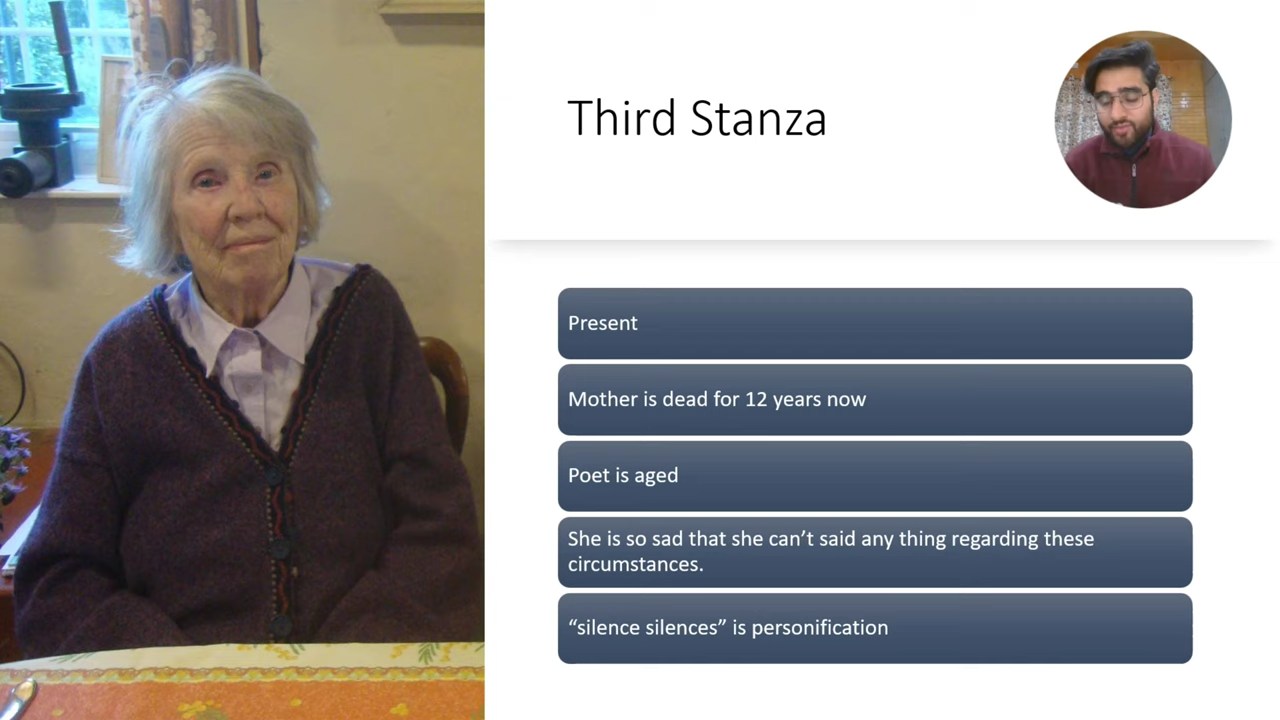 Third Stanza
Present
Mother is dead for 12 years now
Poet is aged
She is so sad that she can’t said any thing regarding these
circumstances.
“silence silences” is personification